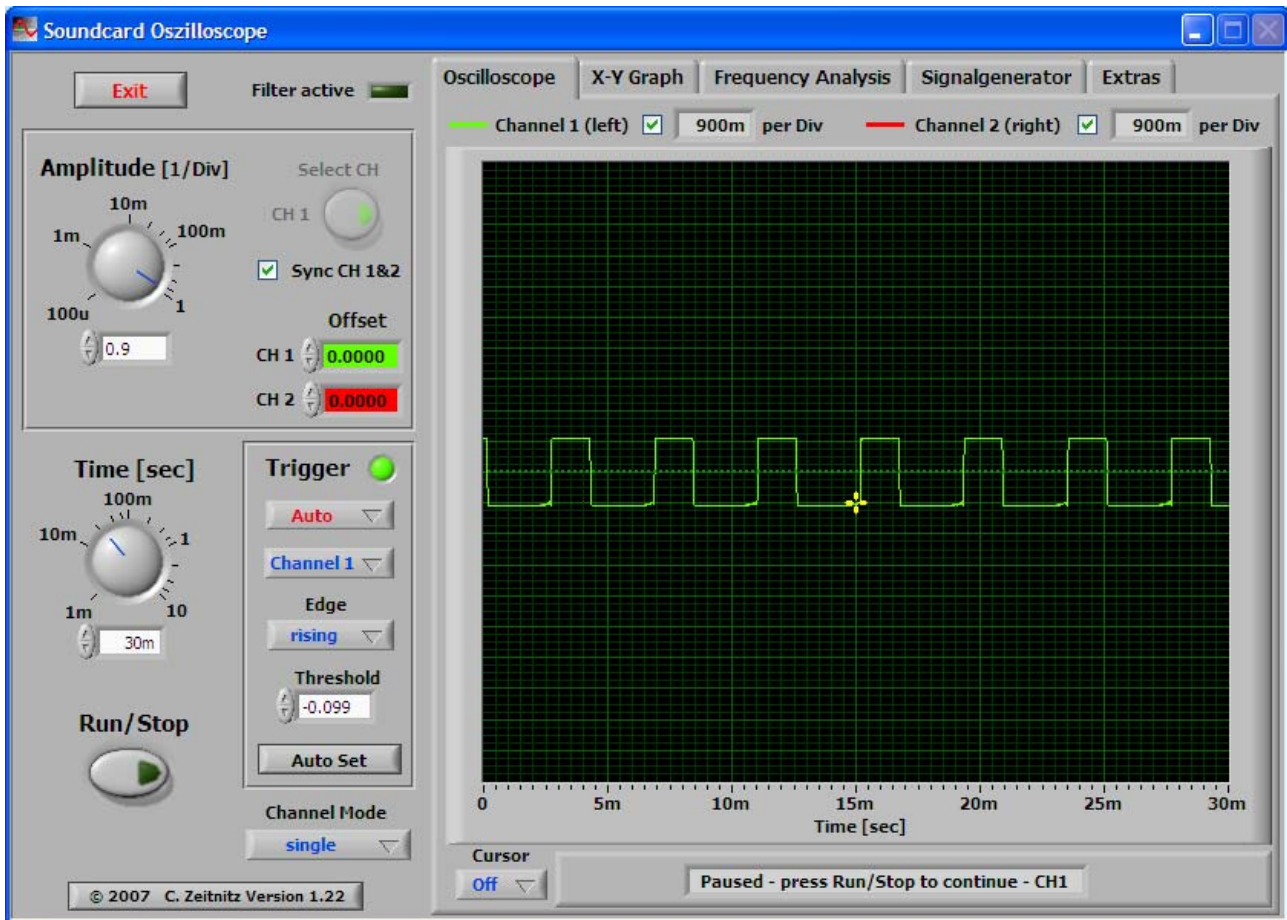 Soundcard Oszilloscope
Exit
Filter active
Amplitude [1/Div]
10m
1m
100m
100u
1
0.9
Select CH
CH 1
Sync CH 1&2
Offset
CH 1 0.0000
CH 2 0.0000
Time [sec]
100m
10m
1
1m
10
30m
Run/Stop
Trigger
Auto
Channel 1
Edge
rising
Threshold
-0.099
Auto Set
Channel Mode
single
© 2007 C. Zeitnitz Version 1.22
Oscilloscope X-Y Graph Frequency Analysis Signalgenerator Extras
Channel 1 (left) 900m per Div Channel 2 (right) 900m per Div
0 5m 10m 15m 20m 25m 30m
Time [sec]
Cursor
Off
Paused - press Run/Stop to continue - CH1